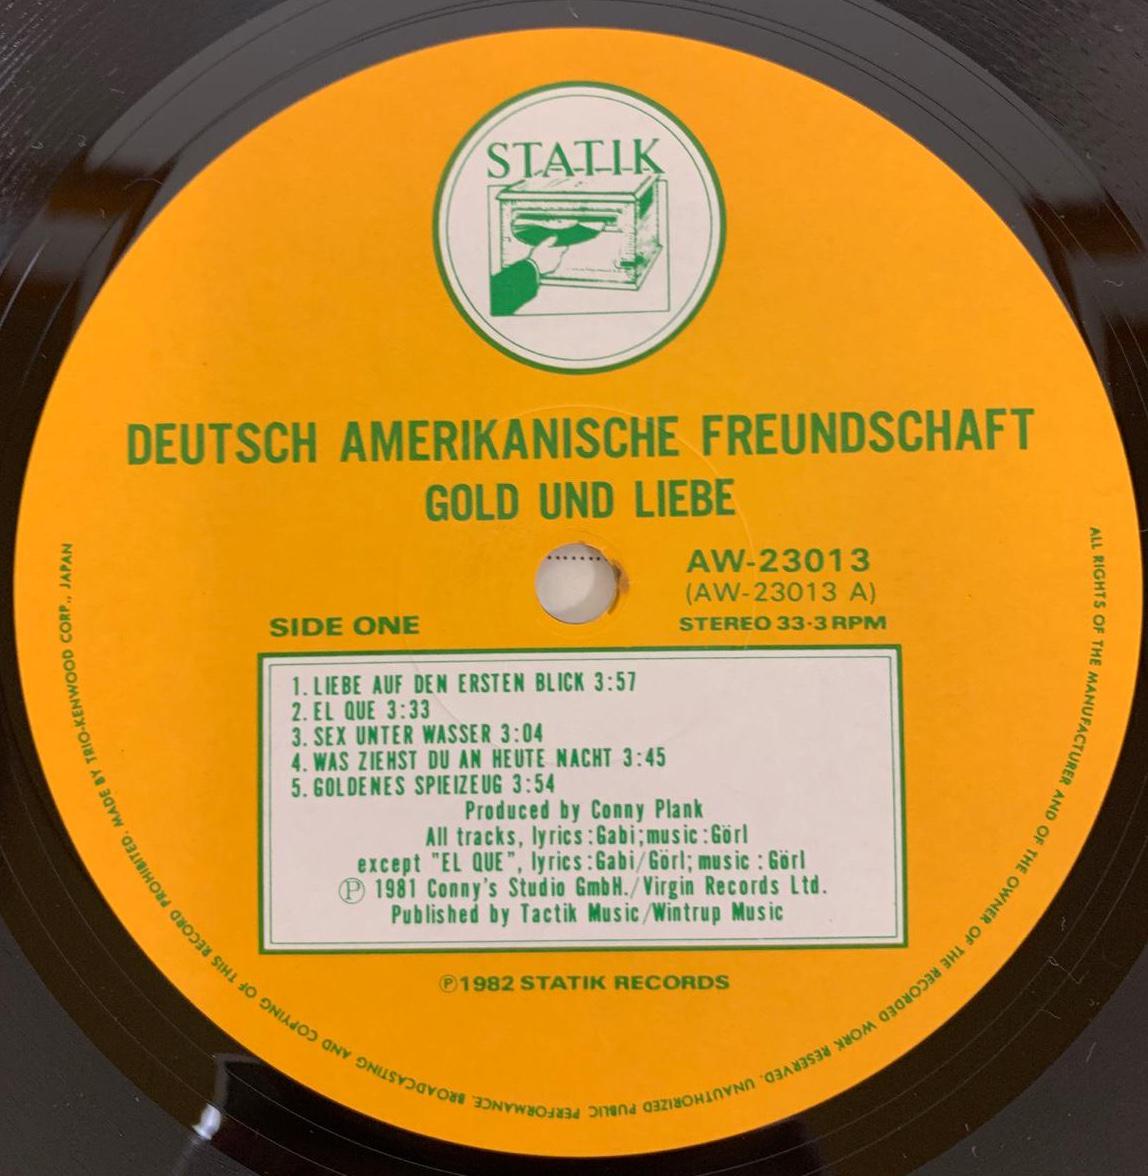 STATIK
DEUTSCH AMERIKANISCHE FREUNDSCHAFT
GOLD UND LIEBE
AW-23013
(AW-23013 A)
SIDE ONE
STEREO 33·3 RPM
1. LIEBE AUF DEN ERSTEN BLICK 3:57
2. EL QUE 3:33
3. SEX UNTER WASSER 3:04
4. WAS ZIEHST DU AN HEUTE NACHT 3:45
5. GOLDENES SPIEIZEUG 3:54
Produced by Conny Plank
All tracks, lyrics:Gabi;music:Görl
except "EL QUE", lyrics:Gabi/Görl; music : Görl
℗ 1981 Conny's Studio GmbH./Virgin Records Ltd.
Published by Tactik Music/Wintrup Music
℗1982 STATIK RECORDS
ALL RIGHTS OF THE MANUFACTURER AND OF THE OWNER OF THE RECORDED WORK RESERVED. UNAUTHORIZED PUBLIC PERFORMANCE. BROADCASTING AND COPYING OF THIS RECORD PROHIBITED. MADE BY TRIO-KENWOOD CORP., JAPAN